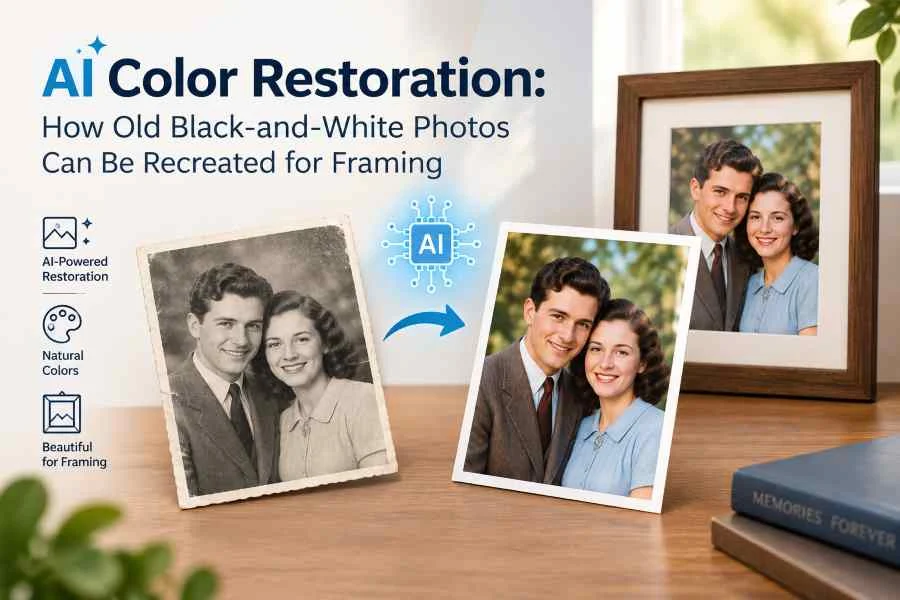 AI Color Restoration:
How Old Black-and-White Photos
Can Be Recreated for Framing
AI-Powered
Restoration
Natural
Colors
Beautiful
for Framing
AI
MEMORIES FOREVER